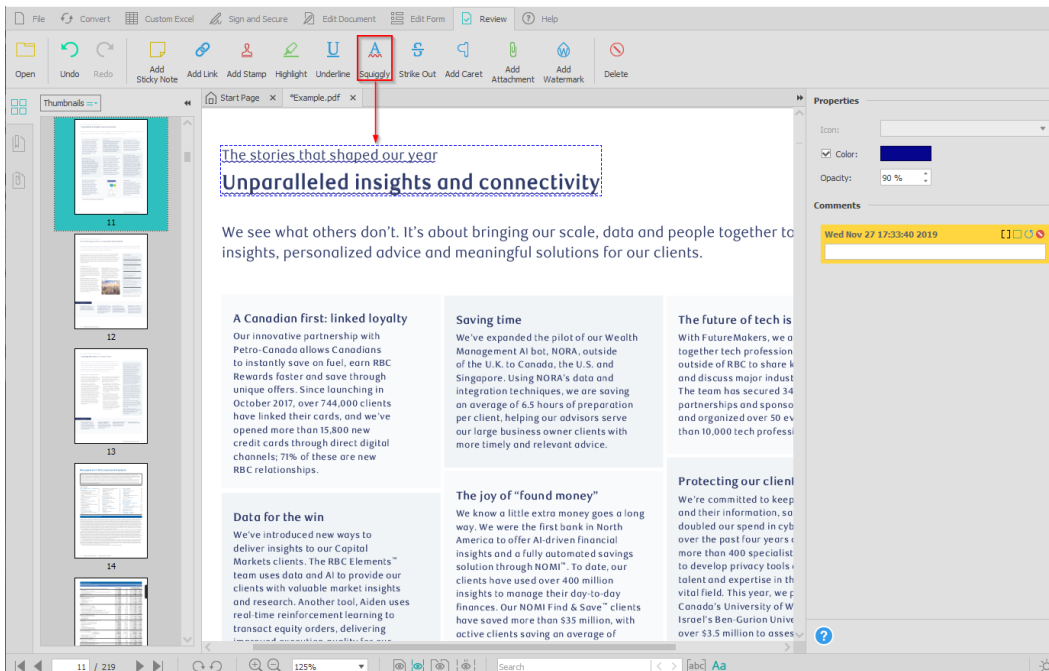 File Convert Custom Excel Sign and Secure Edit Document Edit Form Review Help
Open Undo Redo Add Sticky Note Add Link Add Stamp Highlight Underline Squiggly Strike Out Add Caret Add Attachment Add Watermark Delete
Thumbnails
Start Page *Example.pdf
11
12
13
14
The stories that shaped our year
Unparalleled insights and connectivity
We see what others don't. It's about bringing our scale, data and people together to
insights, personalized advice and meaningful solutions for our clients.
A Canadian first: linked loyalty
Our innovative partnership with
Petro-Canada allows Canadians
to instantly save on fuel, earn RBC
Rewards faster and save through
unique offers. Since launching in
October 2017, over 744,000 clients
have linked their cards, and we've
opened more than 15,800 new
credit cards through direct digital
channels; 71% of these are new
RBC relationships.
Data for the win
We've introduced new ways to
deliver insights to our Capital
Markets clients. The RBC Elements™
team uses data and AI to provide our
clients with valuable market insights
and research. Another tool, Aiden uses
real-time reinforcement learning to
transact equity orders, delivering
improved execution quality for our
Saving time
We've expanded the pilot of our Wealth
Management AI bot, NORA, outside
of the U.K. to Canada, the U.S. and
Singapore. Using NORA's data and
integration techniques, we are saving
an average of 6.5 hours of preparation
per client, helping our advisors serve
our large business owner clients with
more timely and relevant advice.
The joy of "found money"
We know a little extra money goes a long
way. We were the first bank in North
America to offer AI-driven financial
insights and a fully automated savings
solution through NOMI™. To date, our
clients have used over 400 million
insights to manage their day-to-day
finances. Our NOMI Find & Save™ clients
have saved more than $35 million, with
active clients saving an average of
The future of tech is
With FutureMakers, we a
together tech profession
outside of RBC to share k
and discuss major indust
The team has secured 34
partnerships and sponso
and organized over 50 ev
than 10,000 tech professi
Protecting our client
We're committed to keep
and their information, so
doubled our spend in cyb
over the past four years
more than 400 specialist
to develop privacy tools
talent and expertise in th
vital field. This year, we p
Canada's University of W
Israel's Ben-Gurion Unive
over $3.5 million to asses
Properties
Icon:
Color:
Opacity: 90 %
Comments
Wed Nov 27 17:33:40 2019
?
11 / 219 125% Search abc Aa